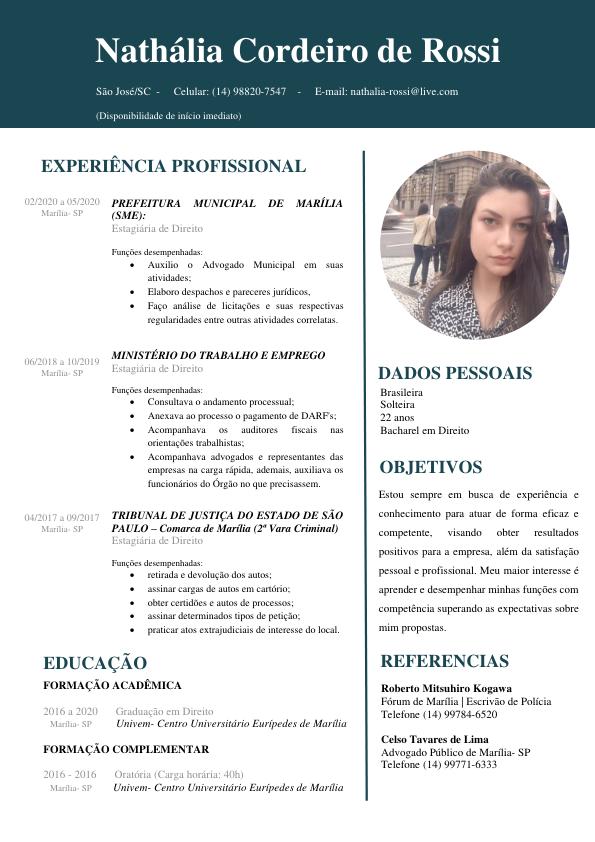 Nathália Cordeiro de Rossi
São José/SC - Celular: (14) 98820-7547 - E-mail: nathalia-rossi@live.com
(Disponibilidade de início imediato)
EXPERIÊNCIA PROFISSIONAL
02/2020 a 05/2020
Marília- SP
PREFEITURA MUNICIPAL DE MARÍLIA
(SME):
Estagiária de Direito
Funções desempenhadas:
• Auxilio o Advogado Municipal em suas
atividades;
• Elaboro despachos e pareceres jurídicos,
• Faço análise de licitações e suas respectivas
regularidades entre outras atividades correlatas.
06/2018 a 10/2019
Marília- SP
MINISTÉRIO DO TRABALHO E EMPREGO
Estagiária de Direito
Funções desempenhadas:
• Consultava o andamento processual;
• Anexava ao processo o pagamento de DARF's;
• Acompanhava os auditores fiscais nas
orientações trabalhistas;
• Acompanhava advogados e representantes das
empresas na carga rápida, ademais, auxiliava os
funcionários do Órgão no que precisassem.
04/2017 a 09/2017
Marília- SP
TRIBUNAL DE JUSTIÇA DO ESTADO DE SÃO
PAULO – Comarca de Marília (2ª Vara Criminal)
Estagiária de Direito
Funções desempenhadas:
• retirada e devolução dos autos;
• assinar cargas de autos em cartório;
• obter certidões e autos de processos;
• assinar determinados tipos de petição;
• praticar atos extrajudiciais de interesse do local.
EDUCAÇÃO
FORMAÇÃO ACADÊMICA
2016 a 2020 Graduação em Direito
Marília- SP Univem- Centro Universitário Eurípedes de Marília
FORMAÇÃO COMPLEMENTAR
2016 - 2016 Oratória (Carga horária: 40h)
Marília- SP Univem- Centro Universitário Eurípedes de Marília
DADOS PESSOAIS
Brasileira
Solteira
22 anos
Bacharel em Direito
OBJETIVOS
Estou sempre em busca de experiência e
conhecimento para atuar de forma eficaz e
competente, visando obter resultados
positivos para a empresa, além da satisfação
pessoal e profissional. Meu maior interesse é
aprender e desempenhar minhas funções com
competência superando as expectativas sobre
mim propostas.
REFERENCIAS
Roberto Mitsuhiro Kogawa
Fórum de Marília | Escrivão de Polícia
Telefone (14) 99784-6520
Celso Tavares de Lima
Advogado Público de Marília- SP
Telefone (14) 99771-6333